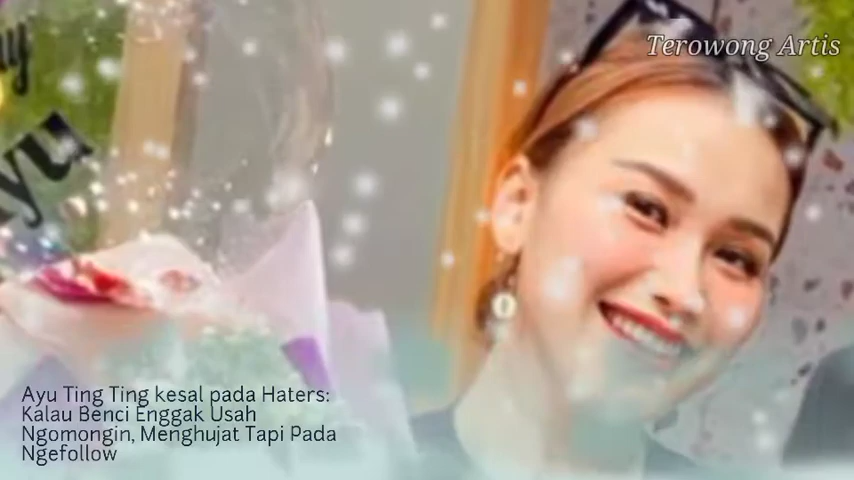 Terowong Artis
Ayu Ting Ting kesal pada Haters:
Kalau Benci Enggak Usah
Ngomongin, Menghujat Tapi Pada
Ngefollow